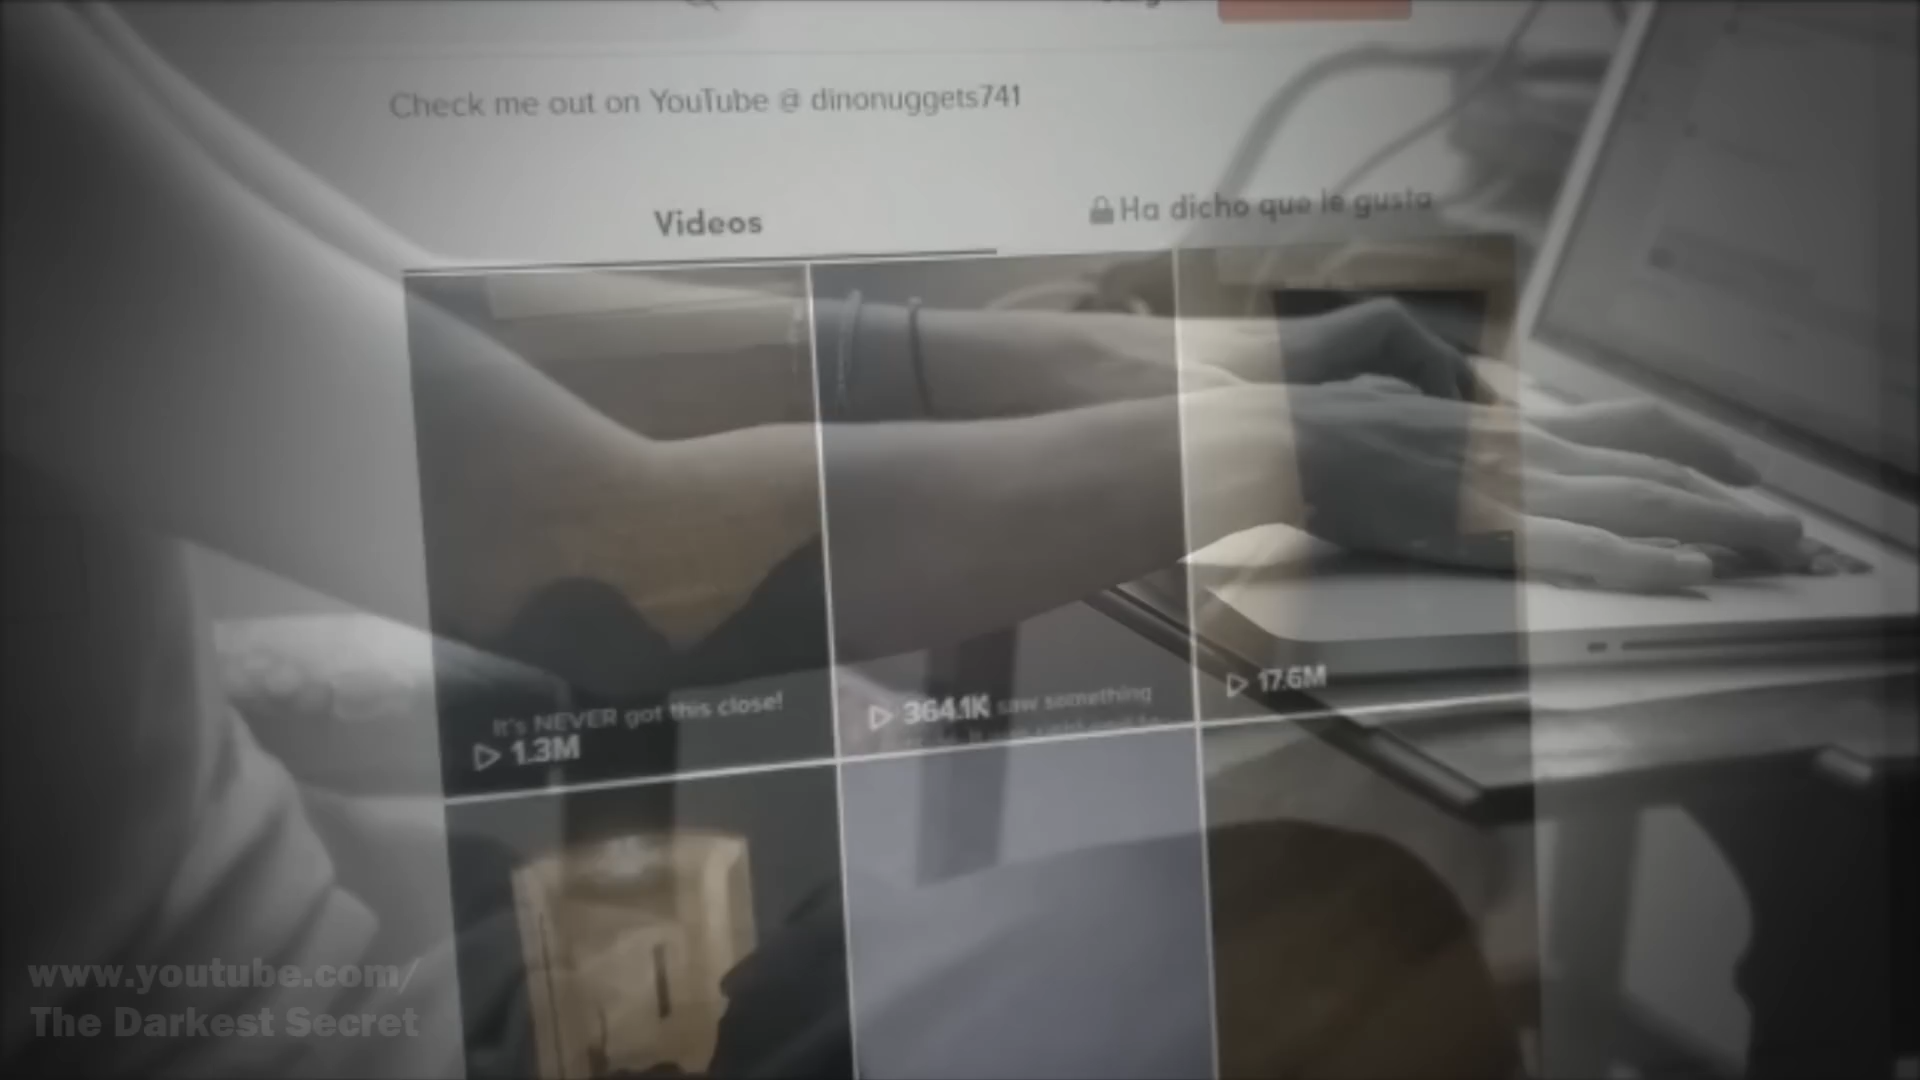 Check me out on YouTube @ dinonuggets741
Videos
Ha dicho que le gusta
It's NEVER got this close!
1.3M
364.1K saw something
17.6M
www.youtube.com/
The Darkest Secret